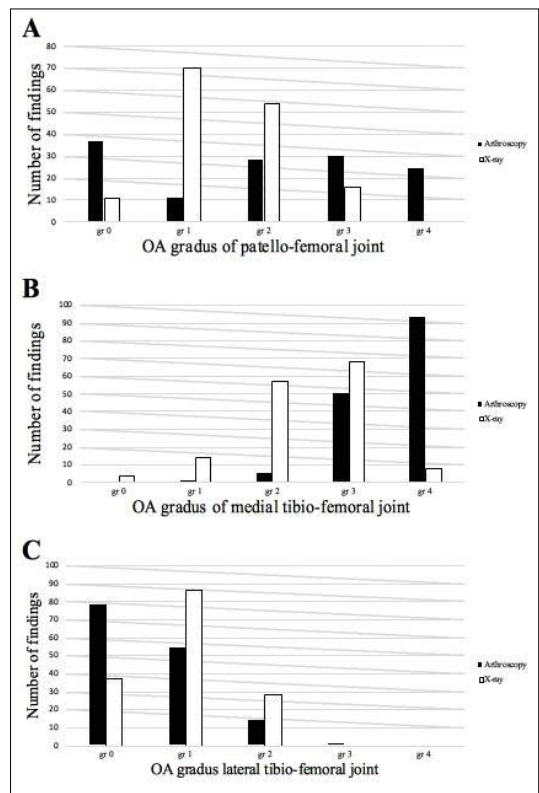 A
Number of findings
80
70
60
50
40
30
20
10
0
gr 0 gr 1 gr 2 gr 3 gr 4
OA gradus of patello-femoral joint
Arthroscopy
X-ray
B
Number of findings
100
90
80
70
60
50
40
30
20
10
0
gr 0 gr 1 gr 2 gr 3 gr 4
OA gradus of medial tibio-femoral joint
Arthroscopy
X-ray
C
Number of findings
100
90
80
70
60
50
40
30
20
10
0
gr 0 gr 1 gr 2 gr 3 gr 4
OA gradus lateral tibio-femoral joint
Arthroscopy
X-ray